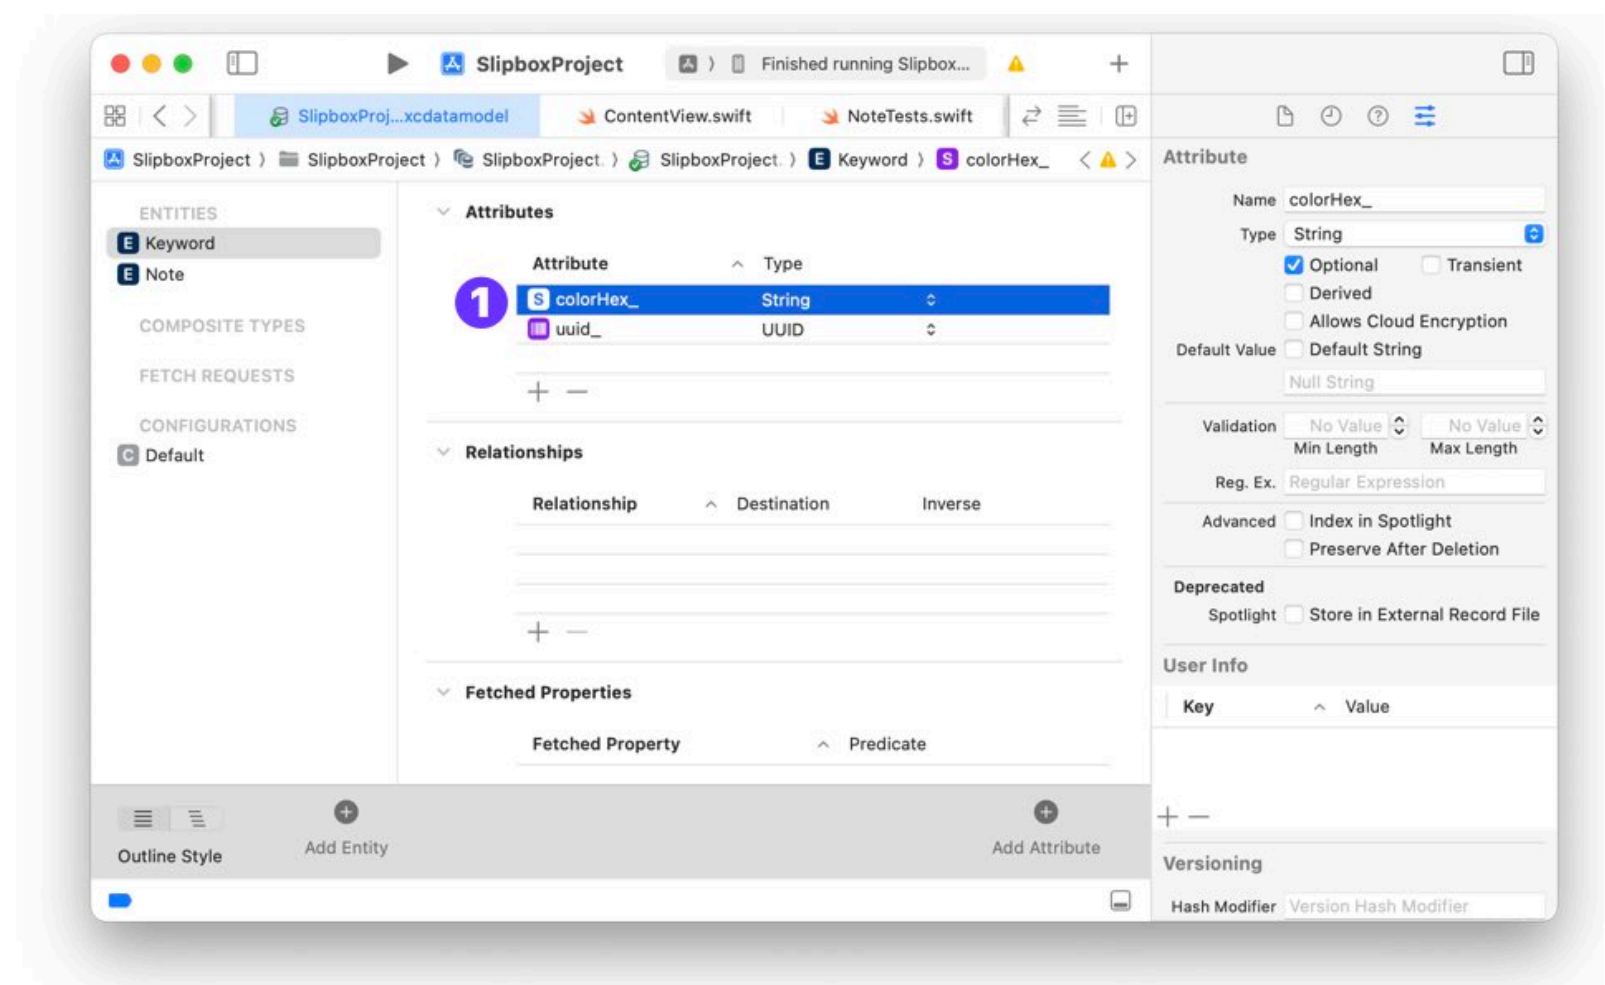 SlipboxProject
Finished running Slipbox...
SlipboxProj...xcdatamodel
ContentView.swift
NoteTests.swift
SlipboxProject
SlipboxProject
SlipboxProject.
SlipboxProject.
E Keyword
S colorHex_
ENTITIES
E Keyword
E Note
COMPOSITE TYPES
FETCH REQUESTS
CONFIGURATIONS
C Default
Attributes
Attribute
Type
1
S colorHex_
String
uuid_
UUID
Relationships
Relationship
Destination
Inverse
Fetched Properties
Fetched Property
Predicate
Outline Style
Add Entity
Add Attribute
Attribute
Name
colorHex_
Type
String
Optional
Transient
Derived
Allows Cloud Encryption
Default Value
Default String
Null String
Validation
No Value
No Value
Min Length
Max Length
Reg. Ex.
Regular Expression
Advanced
Index in Spotlight
Preserve After Deletion
Deprecated
Spotlight
Store in External Record File
User Info
Key
Value
Versioning
Hash Modifier
Version Hash Modifier